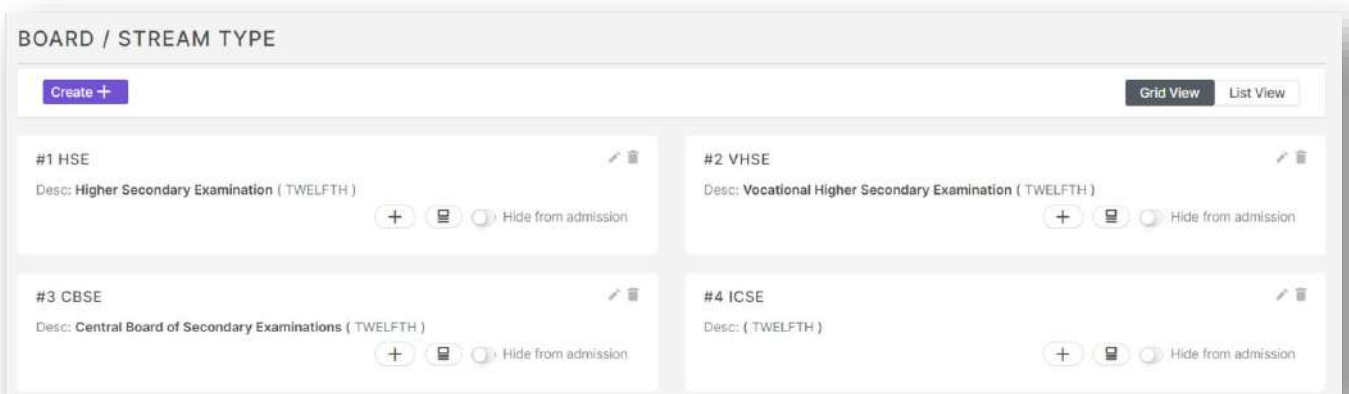 BOARD / STREAM TYPE
Create +
Grid View List View
#1 HSE
Desc: Higher Secondary Examination ( TWELFTH )
Hide from admission
#2 VHSE
Desc: Vocational Higher Secondary Examination ( TWELFTH )
Hide from admission
#3 CBSE
Desc: Central Board of Secondary Examinations ( TWELFTH )
Hide from admission
#4 ICSE
Desc: ( TWELFTH )
Hide from admission